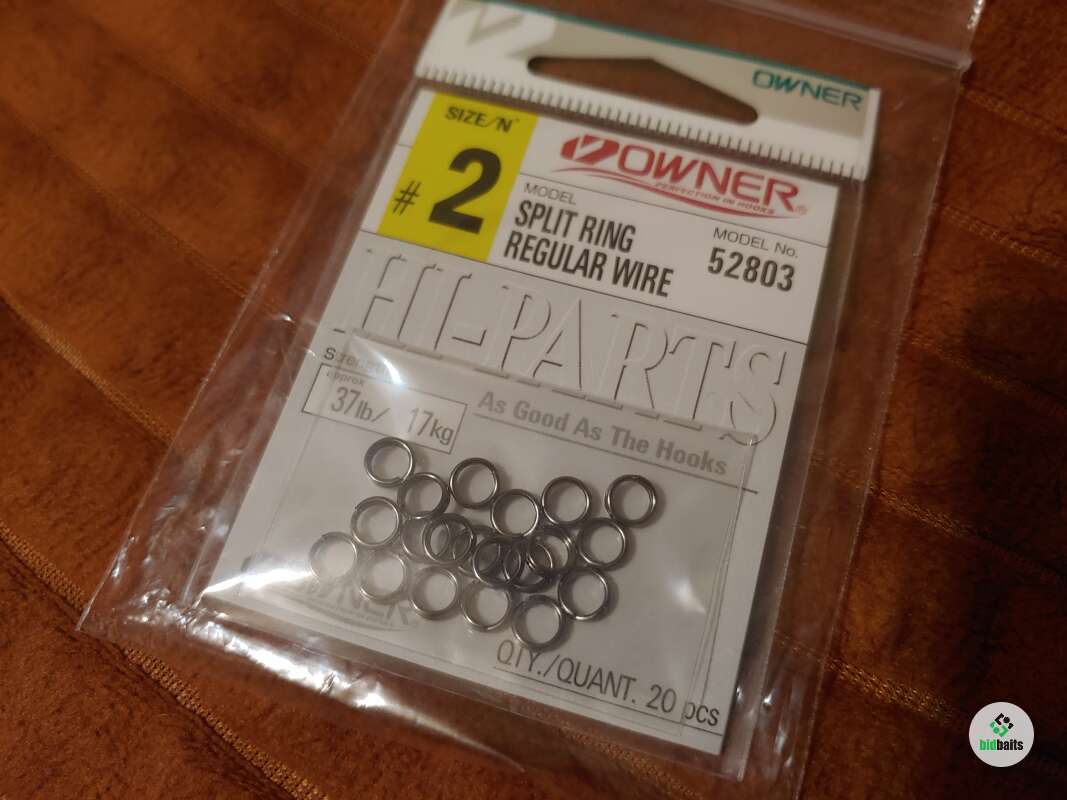 OWNER
SIZE/N°
# 2
OWNER
PERFECTION IN HOOKS
®
MODEL
SPLIT RING
REGULAR WIRE
MODEL No.
52803
HI-PARTS
As Good As The Hooks
approx
37lb/ 17kg
OWNER
QTY./QUANT. 20 pcs
bidbaits